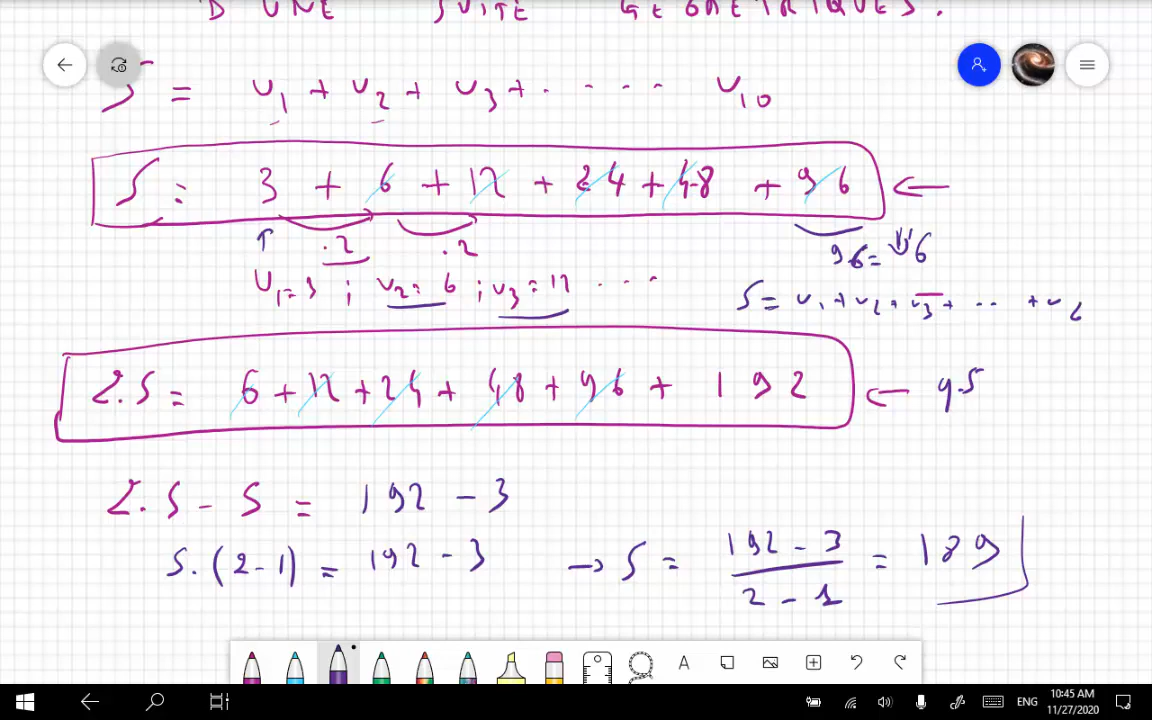 D'UNE SUITE GÉOMÉTRIQUES.
S = U1 + U2 + U3 + . . . . . U10
S = 3 + 6 + 12 + 24 + 48 + 96 ←
↑ .2 .2 96 = U6
U1 = 3 ; U2 = 6 ; U3 = 12 . . . S = U1 + U2 + U3 + . . . + U6
2.S = 6 + 12 + 24 + 48 + 96 + 192 ← q.S
2.S - S = 192 - 3
S.(2-1) = 192 - 3 → S = (192 - 3)/(2 - 1) = 189
A
ENG
10:45 AM
11/27/2020